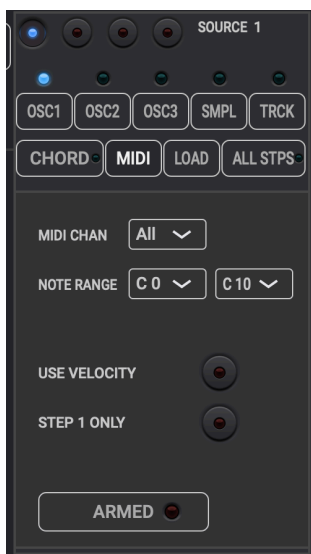 SOURCE 1
OSC1 OSC2 OSC3 SMPL TRCK
CHORD MIDI LOAD ALL STPS
MIDI CHAN All
NOTE RANGE C 0 C 10
USE VELOCITY
STEP 1 ONLY
ARMED